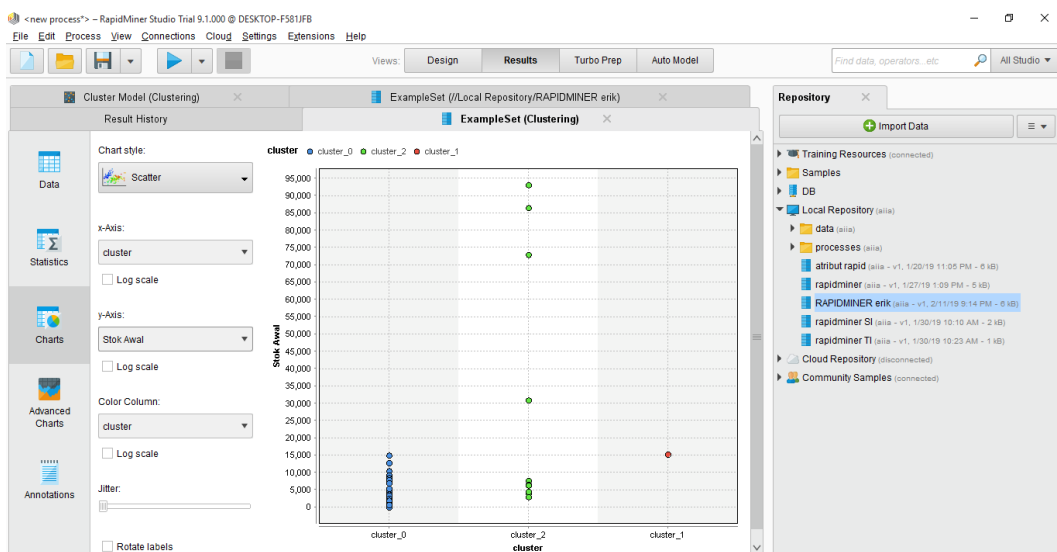 <new process*> – RapidMiner Studio Trial 9.1.000 @ DESKTOP-F581JFB
File Edit Process View Connections Cloud Settings Extensions Help
Views: Design Results Turbo Prep Auto Model Find data, operators...etc All Studio
Cluster Model (Clustering) ExampleSet (//Local Repository/RAPIDMINER erik)
Result History ExampleSet (Clustering)
Data
Statistics
Charts
Advanced
Charts
Annotations
Chart style:
Scatter
x-Axis:
cluster
Log scale
y-Axis:
Stok Awal
Log scale
Color Column:
cluster
Log scale
Jitter:
Rotate labels
cluster cluster_0 cluster_2 cluster_1
95,000
90,000
85,000
80,000
75,000
70,000
65,000
60,000
55,000
50,000
45,000
40,000
35,000
30,000
25,000
20,000
15,000
10,000
5,000
0
Stok Awal
cluster_0 cluster_2 cluster_1
cluster
Repository
Import Data
Training Resources (connected)
Samples
DB
Local Repository (aiia)
data (aiia)
processes (aiia)
atribut rapid (aiia - v1, 1/20/19 11:05 PM - 6 kB)
rapidminer (aiia - v1, 1/27/19 1:09 PM - 5 kB)
RAPIDMINER erik (aiia - v1, 2/11/19 9:14 PM - 6 kB)
rapidminer SI (aiia - v1, 1/30/19 10:10 AM - 2 kB)
rapidminer TI (aiia - v1, 1/30/19 10:23 AM - 1 kB)
Cloud Repository (disconnected)
Community Samples (connected)